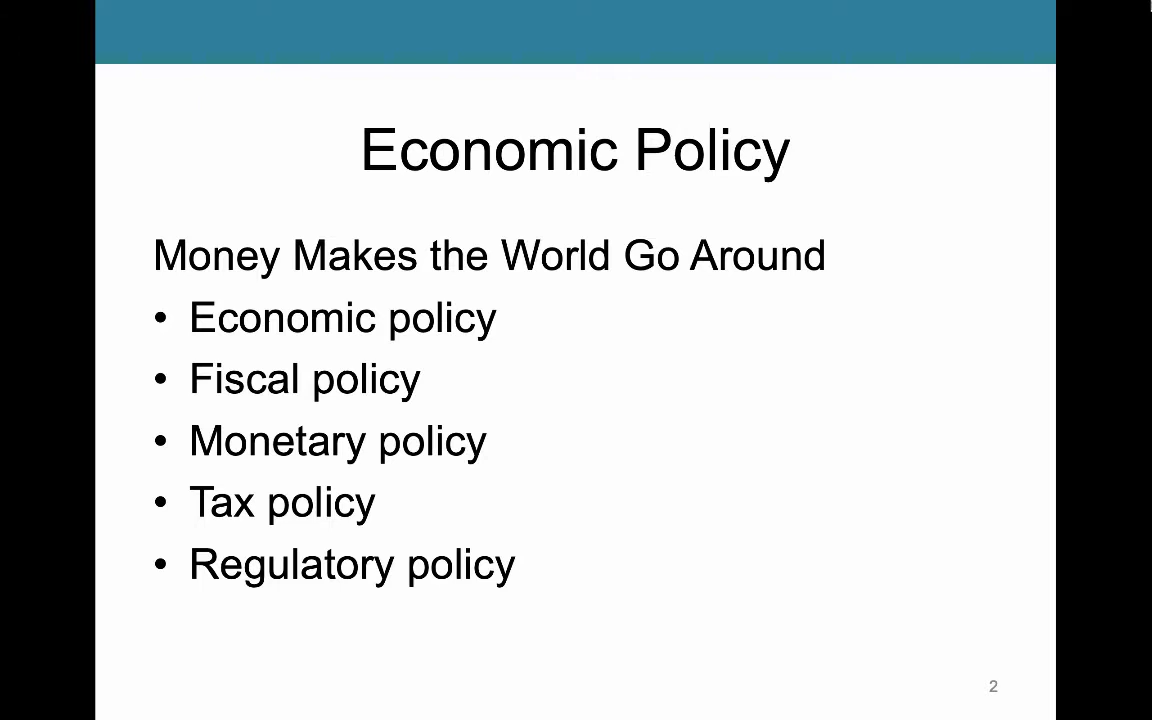 Economic Policy
Money Makes the World Go Around
• Economic policy
• Fiscal policy
• Monetary policy
• Tax policy
• Regulatory policy
2